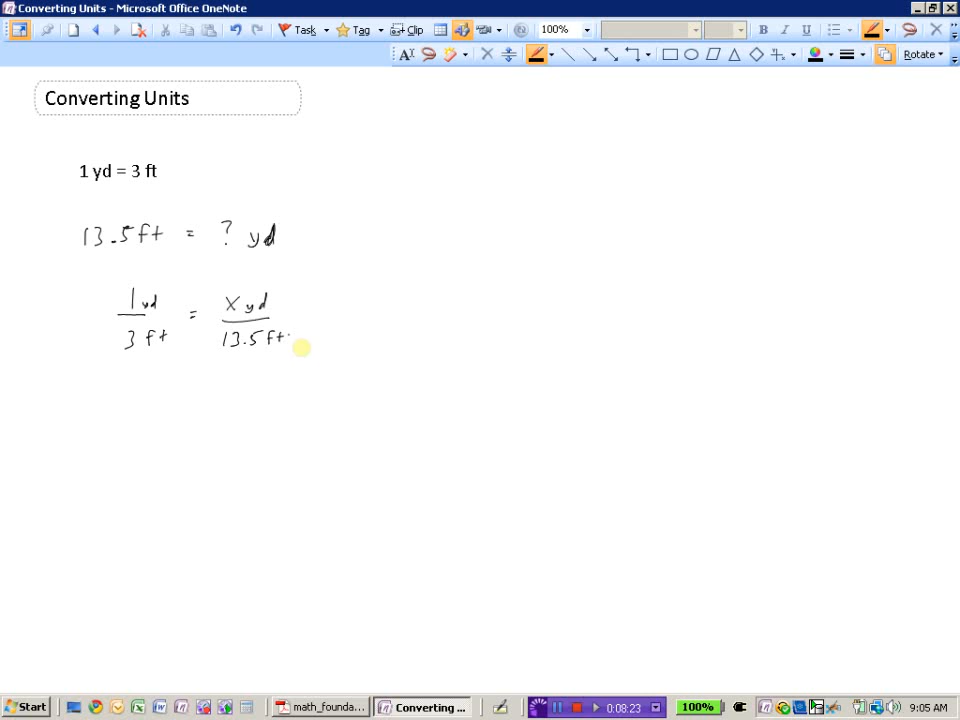 Converting Units - Microsoft Office OneNote
Task Tag Clip 100% B I U
A Rotate
Converting Units
1 yd = 3 ft
13.5 ft = ? yd
1 yd = x yd
3 ft 13.5 ft
Start math_founda... Converting ... 0:08:23 100% 9:05 AM